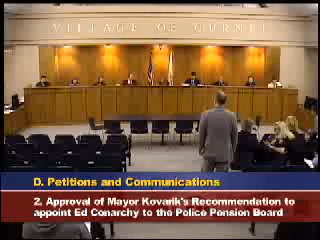 VILLAGE OF GURNEE
D. Petitions and Communications
2. Approval of Mayor Kovarik's Recommendation to
appoint Ed Conarchy to the Police Pension Board